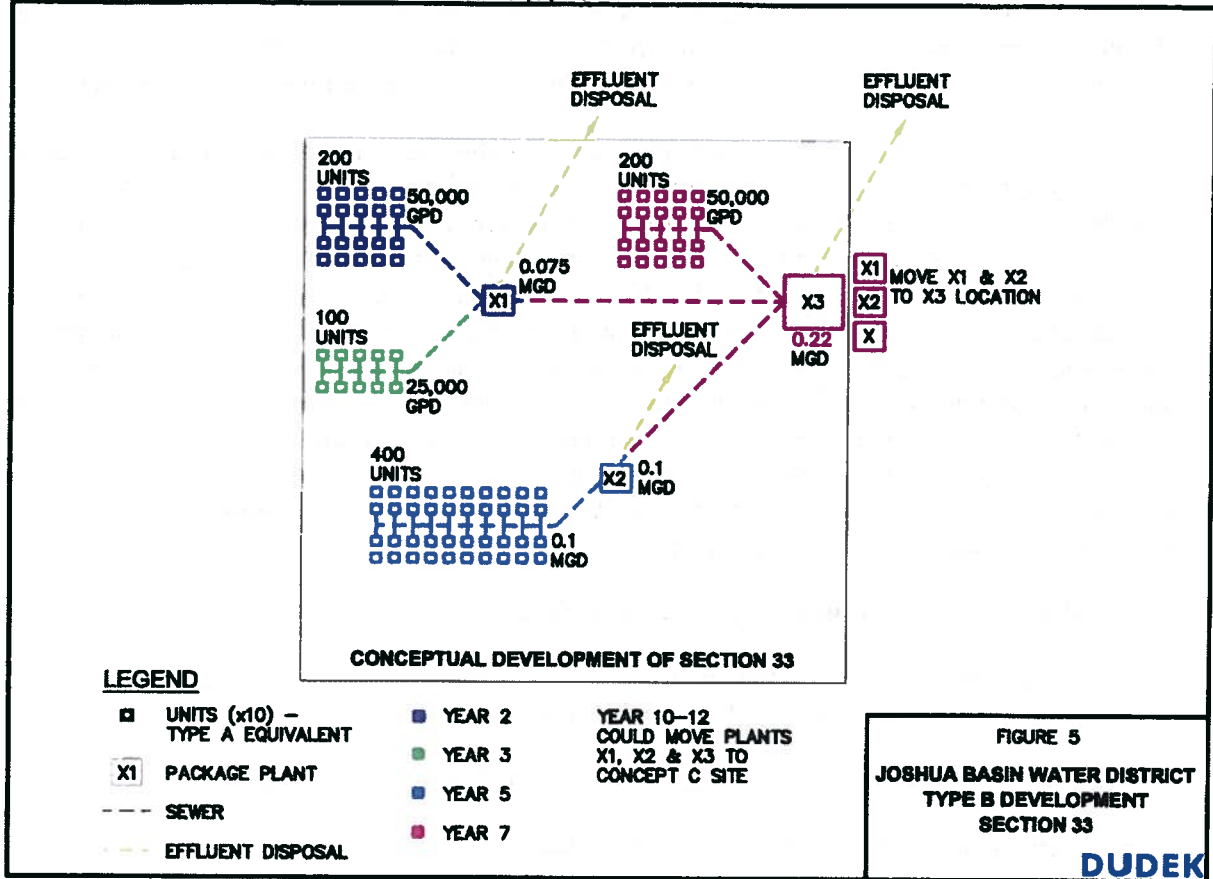 EFFLUENT
DISPOSAL
EFFLUENT
DISPOSAL
200
UNITS
50,000
GPD
200
UNITS
50,000
GPD
0.075
MGD
X1
X3
X1
X2
X
MOVE X1 & X2
TO X3 LOCATION
0.22
MGD
100
UNITS
25,000
GPD
EFFLUENT
DISPOSAL
400
UNITS
X2
0.1
MGD
0.1
MGD
CONCEPTUAL DEVELOPMENT OF SECTION 33
LEGEND
UNITS (x10) –
TYPE A EQUIVALENT
X1 PACKAGE PLANT
SEWER
EFFLUENT DISPOSAL
YEAR 2
YEAR 3
YEAR 5
YEAR 7
YEAR 10–12
COULD MOVE PLANTS
X1, X2 & X3 TO
CONCEPT C SITE
FIGURE 5
JOSHUA BASIN WATER DISTRICT
TYPE B DEVELOPMENT
SECTION 33
DUDEK